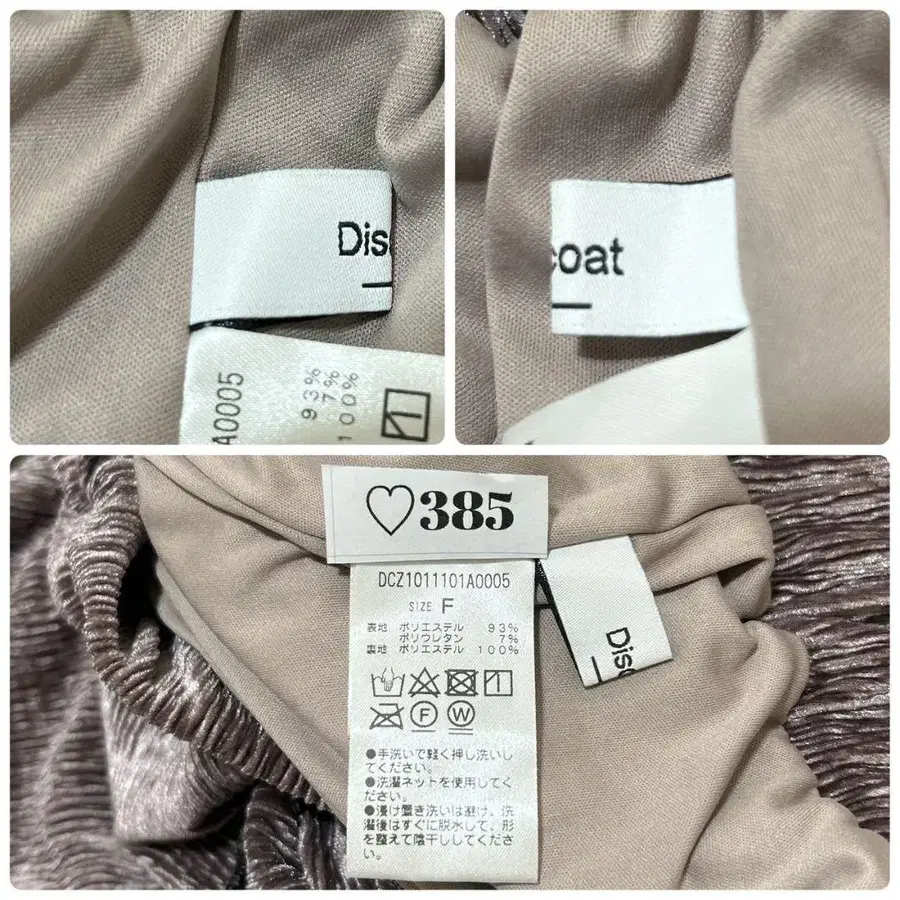 Dis
A0005
93%
7%
100%
coat
♡385
DCZ1011101A0005
SIZE F
表地 ポリエステル 93%
ポリウレタン 7%
裏地 ポリエステル 100%
F W
●手洗いで軽く押し洗いし
てください。
●洗濯ネットを使用してく
ださい。
●浸け置き洗いは避け、洗
濯後はすぐに脱水して、形
を整えて陰干ししてくださ
い。
Disc